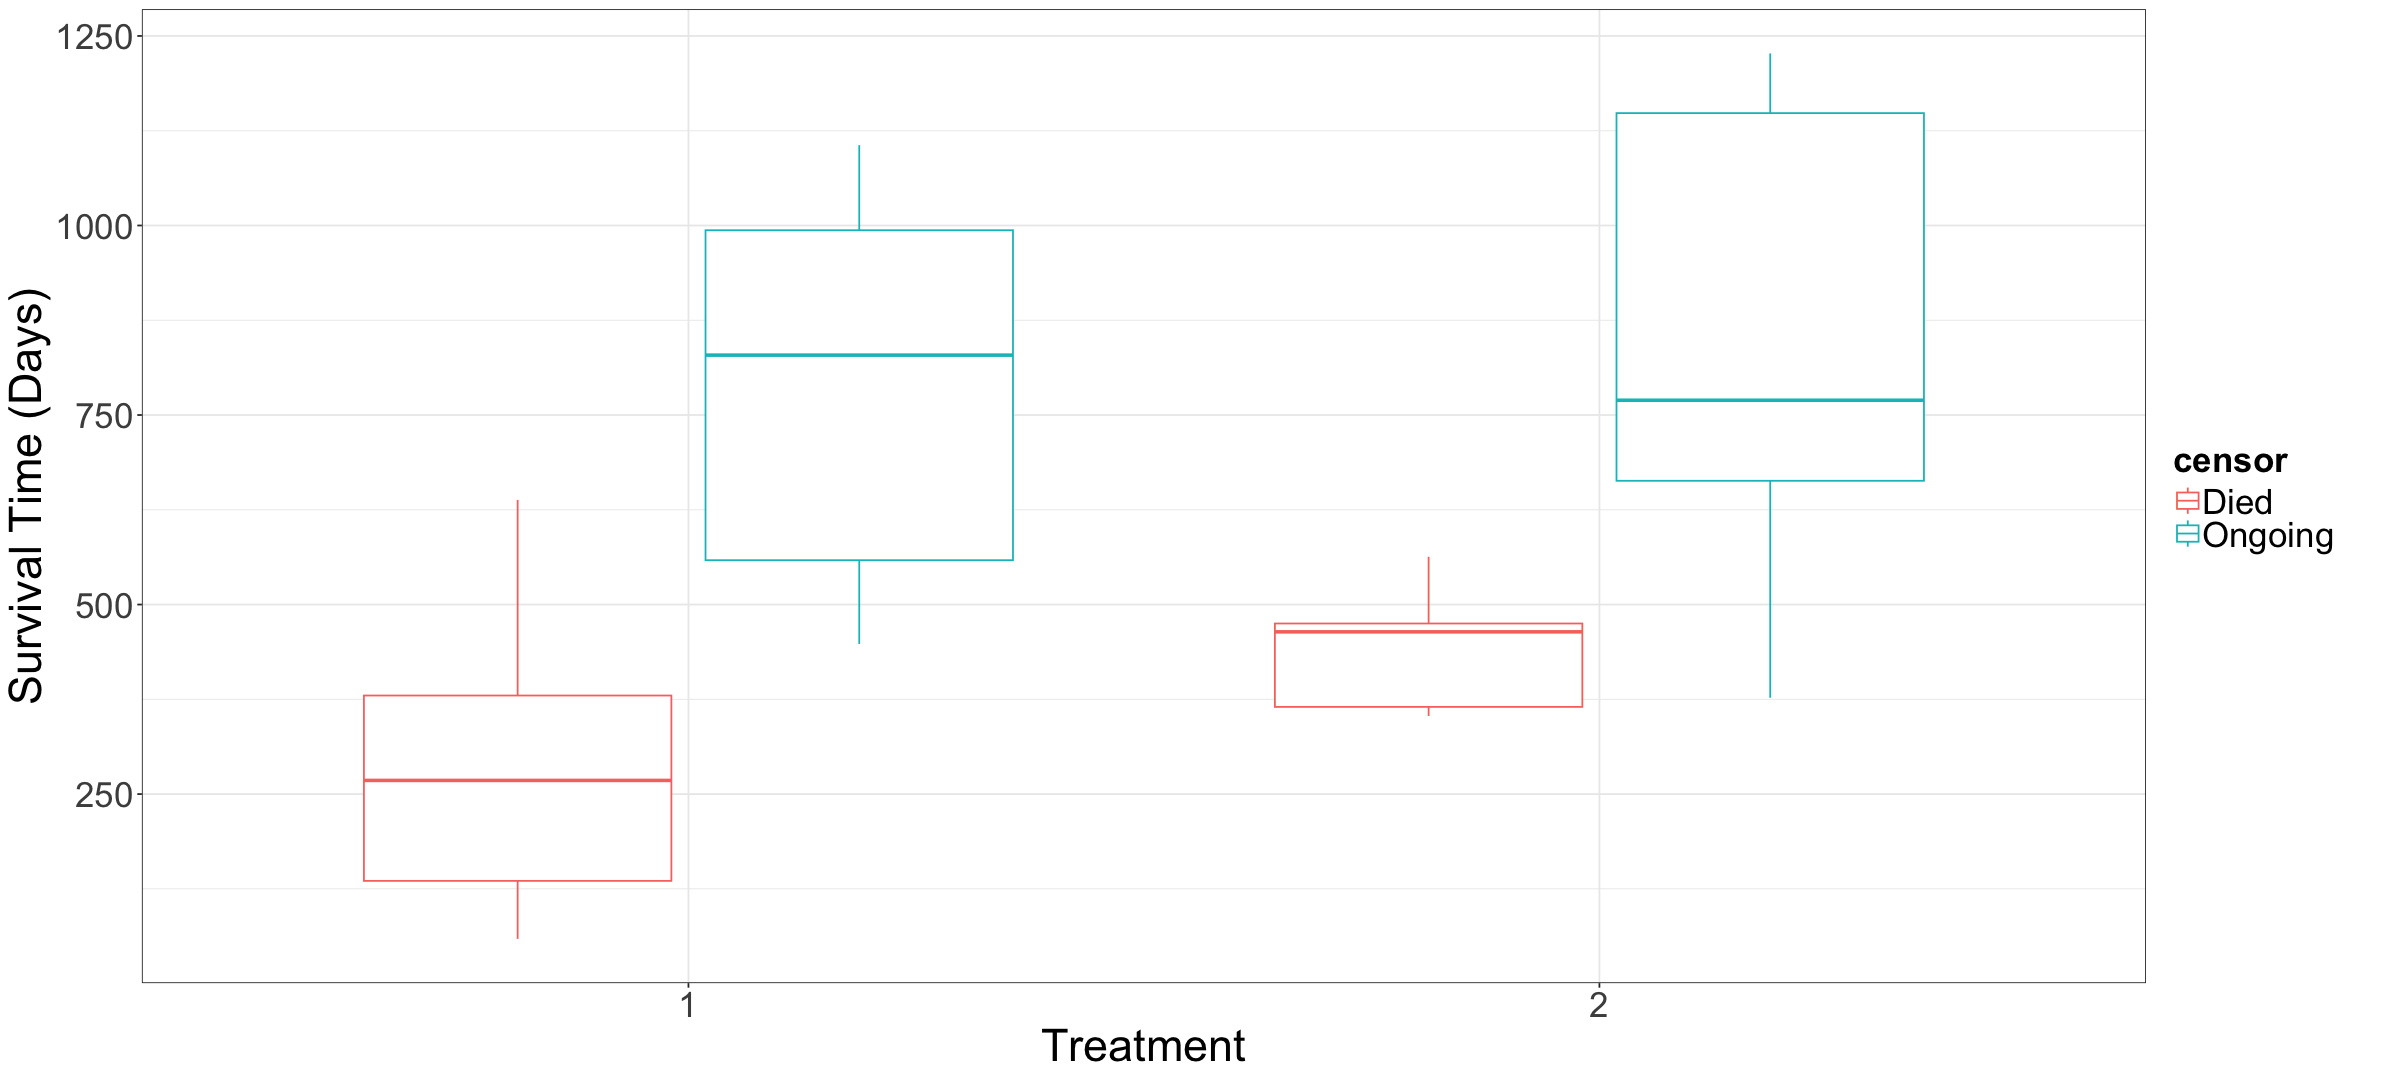 1250
1000
750
500
250
Survival Time (Days)
1
2
Treatment
censor
Died
Ongoing